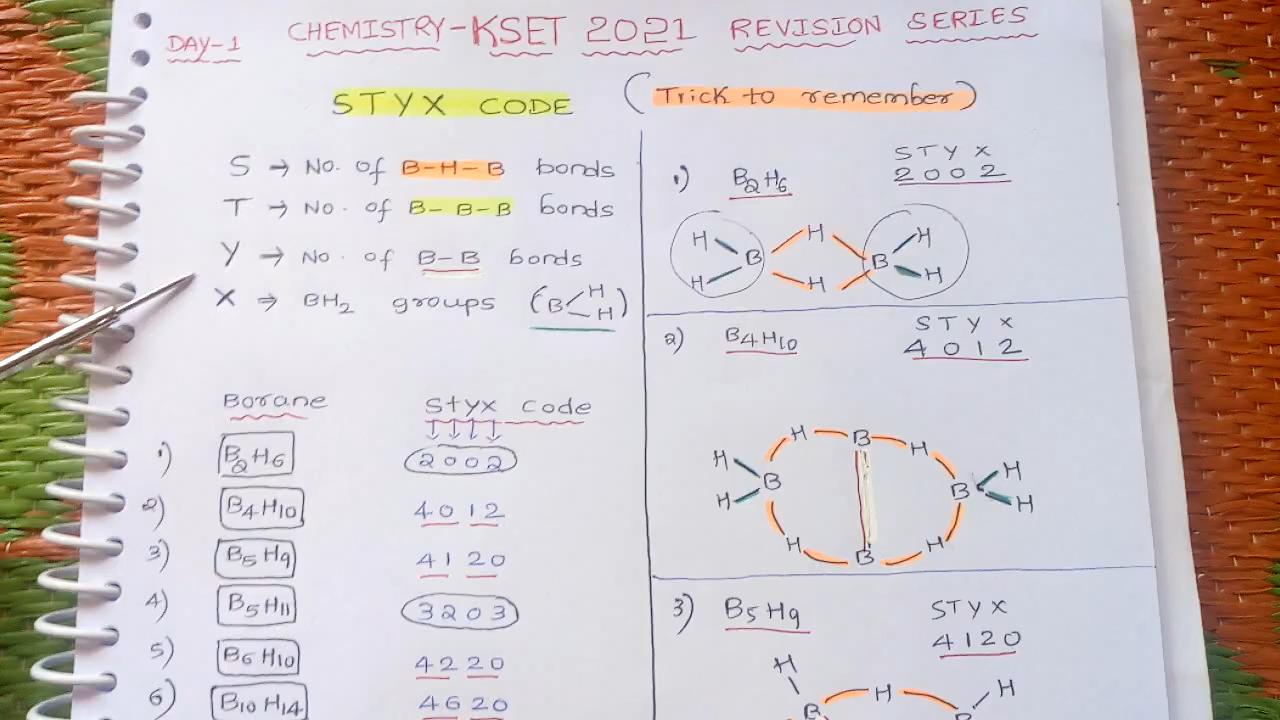 DAY-1 CHEMISTRY-KSET 2021 REVISION SERIES
STYX CODE (Trick to remember)
S → No. of B-H-B bonds
T → No. of B-B-B bonds
Y → No. of B-B bonds
X → BH2 groups (B<H H)
Borane Styx Code
1) B2H6 2002
2) B4H10 4012
3) B5H9 4120
4) B5H11 3203
5) B6H10 4220
6) B10H14 4620
1) B2H6 STYX
2002
H H H
B B
H H H
2) B4H10 STYX
4012
H B H
H H
B B
H H
H B H
3) B5H9 STYX
4120
H
H H
B B